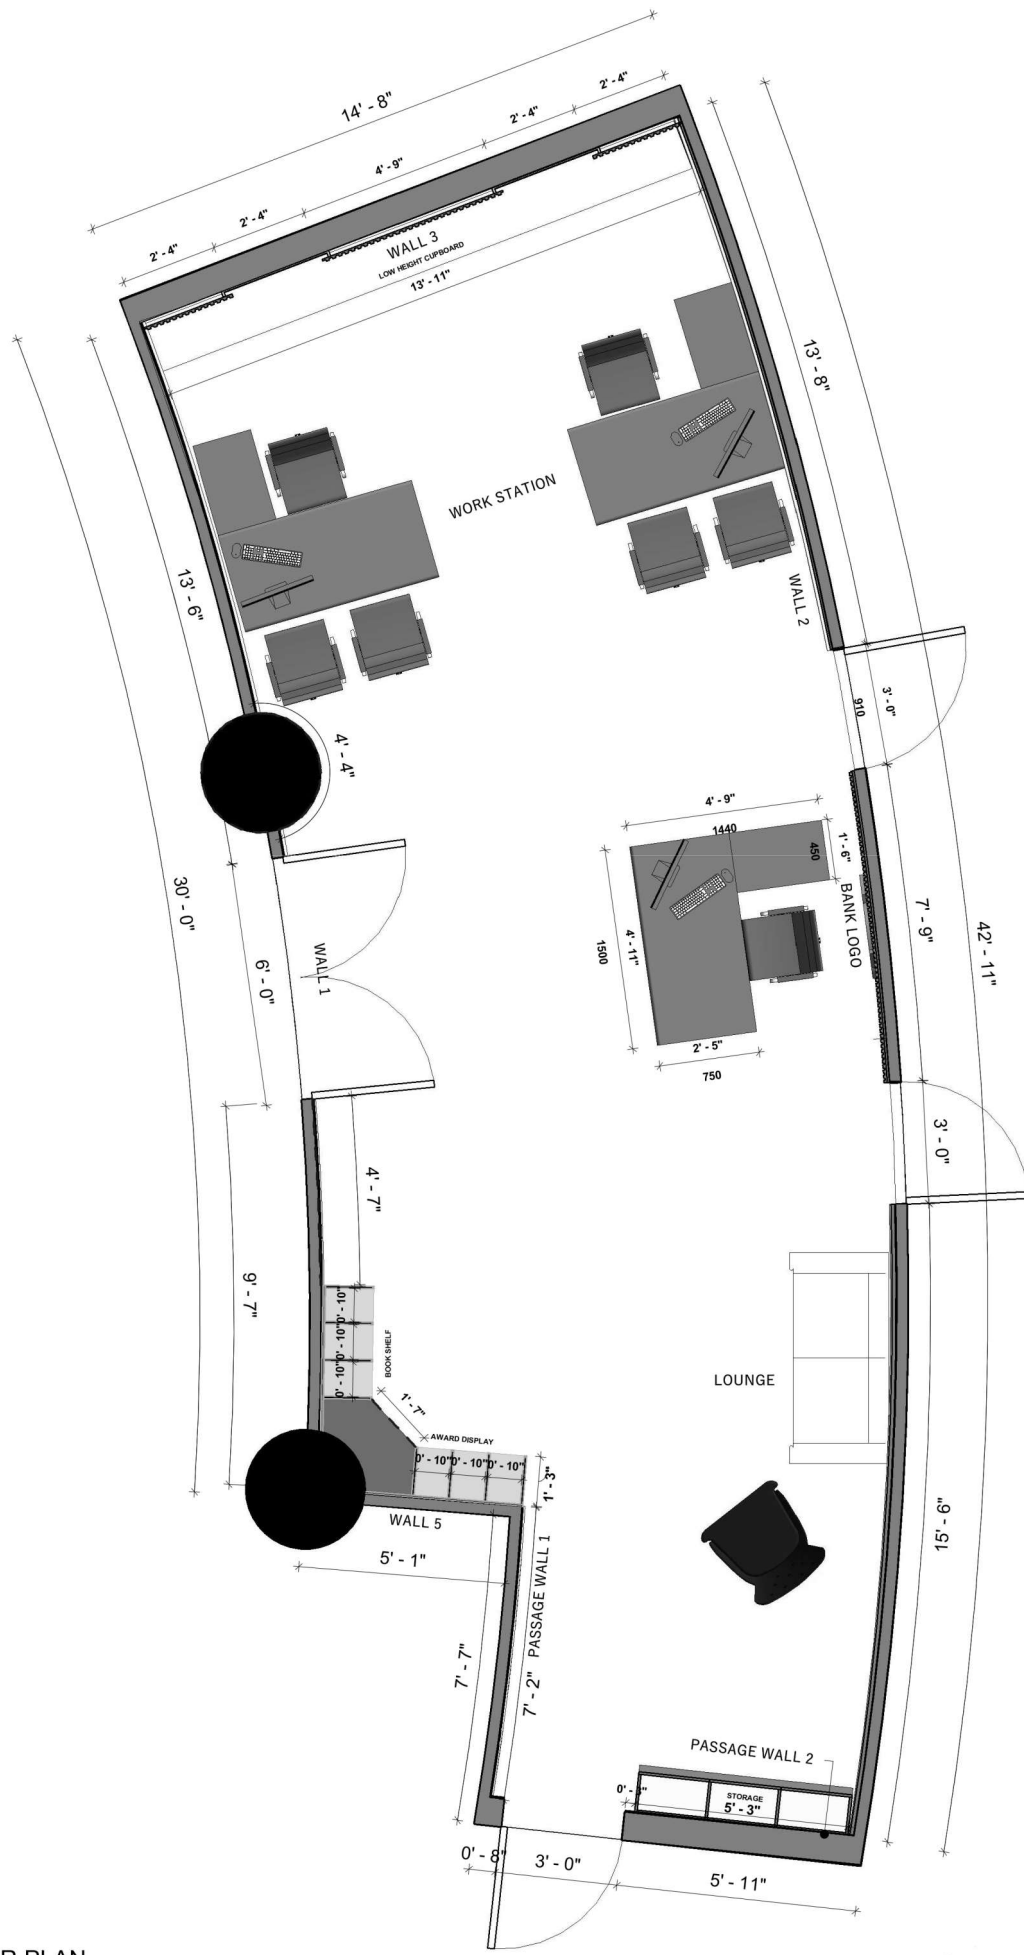 14' - 8"
2' - 4"
2' - 4"
4' - 9"
2' - 4"
2' - 4"
WALL 3
LOW HEIGHT CUPBOARD
13' - 11"
13' - 8"
WORK STATION
13' - 6"
WALL 2
3' - 0"
910
4' - 4"
4' - 9"
1440
1' - 6"
450
BANK LOGO
30' - 0"
7' - 9"
42' - 11"
WALL 1
6' - 0"
1500
4' - 11"
2' - 5"
750
3' - 0"
4' - 7"
9' - 7"
0' - 10"
0' - 10"
0' - 10"
BOOK SHELF
1' - 7"
LOUNGE
AWARD DISPLAY
0' - 10"
0' - 10"
0' - 10"
1' - 3"
WALL 5
5' - 1"
15' - 6"
PASSAGE WALL 1
7' - 7"
7' - 2"
PASSAGE WALL 2
STORAGE
5' - 3"
0' - 8"
3' - 0"
5' - 11"
PLAN